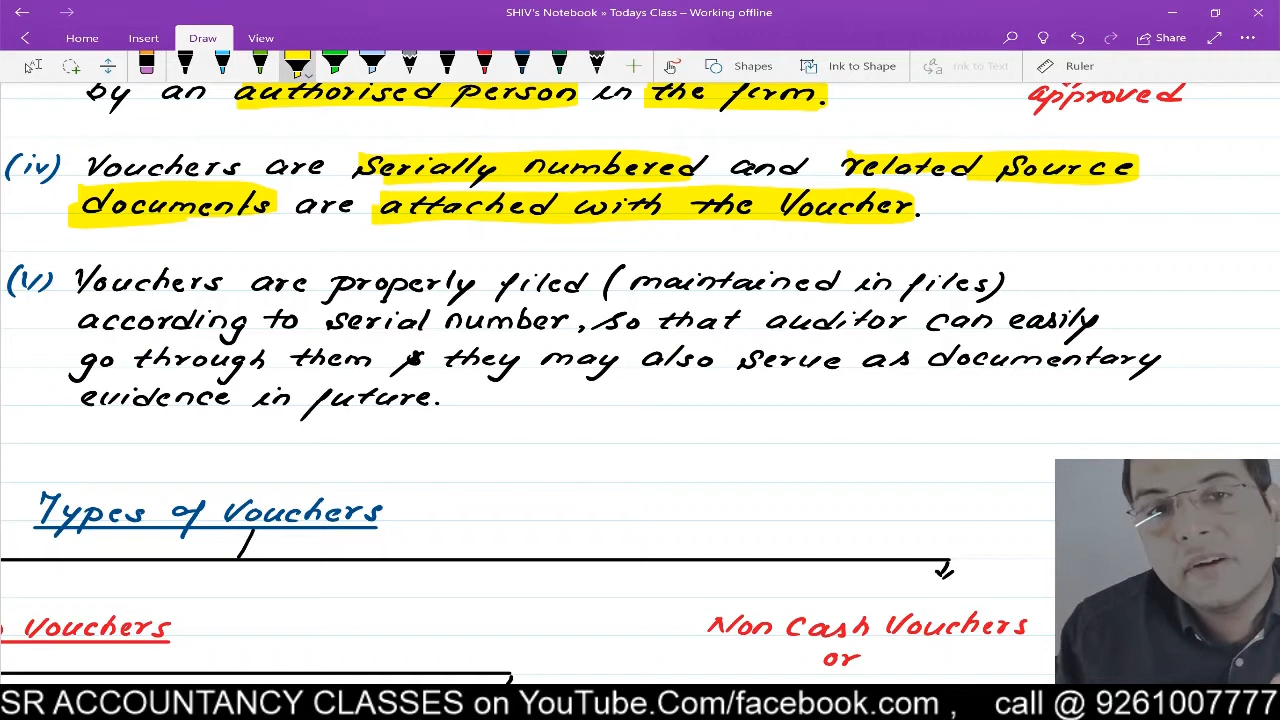 SHIV's Notebook » Todays Class – Working offline
Home Insert Draw View Share
Shapes Ink to Shape Ink to Text Ruler
by an authorised person in the firm. approved
(iv) Vouchers are serially numbered and related source
documents are attached with the Voucher.
(v) Vouchers are properly filed (maintained in files)
according to serial number, so that auditor can easily
go through them & they may also serve as documentary
evidence in future.
Types of Vouchers
Vouchers Non Cash Vouchers
or
SR ACCOUNTANCY CLASSES on YouTube.Com/facebook.com , call @ 9261007777